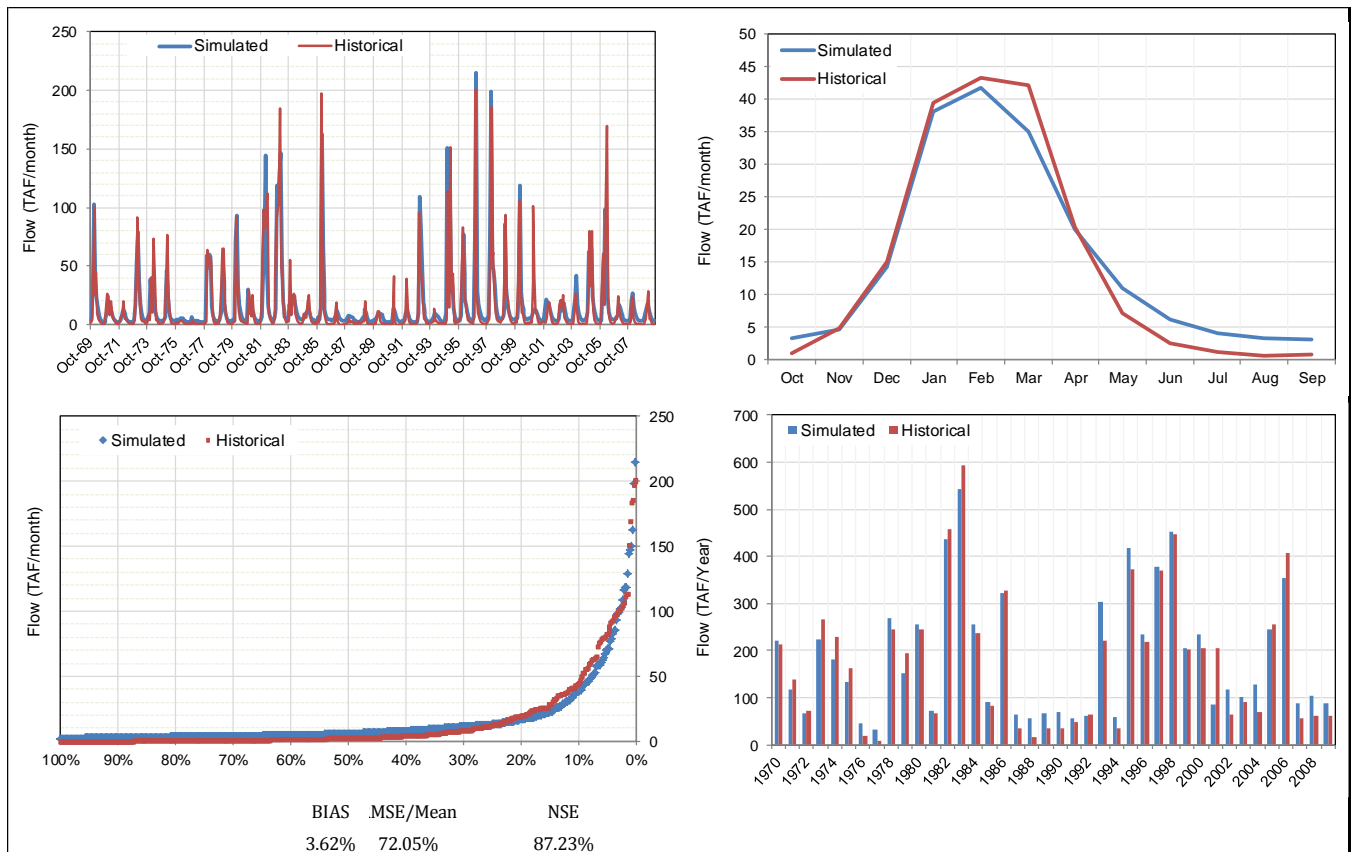 Simulated Historical
Flow (TAF/month)
250
200
150
100
50
0
Oct-69 Oct-71 Oct-73 Oct-75 Oct-77 Oct-79 Oct-81 Oct-83 Oct-85 Oct-87 Oct-89 Oct-91 Oct-93 Oct-95 Oct-97 Oct-99 Oct-01 Oct-03 Oct-05 Oct-07
Simulated
Historical
Flow (TAF/month)
50
45
40
35
30
25
20
15
10
5
0
Oct Nov Dec Jan Feb Mar Apr May Jun Jul Aug Sep
Simulated Historical
Flow (TAF/month)
250
200
150
100
50
0
100% 90% 80% 70% 60% 50% 40% 30% 20% 10% 0%
BIAS .MSE/Mean NSE
3.62% 72.05% 87.23%
Simulated Historical
Flow (TAF/Year)
700
600
500
400
300
200
100
0
1970 1972 1974 1976 1978 1980 1982 1984 1986 1988 1990 1992 1994 1996 1998 2000 2002 2004 2006 2008